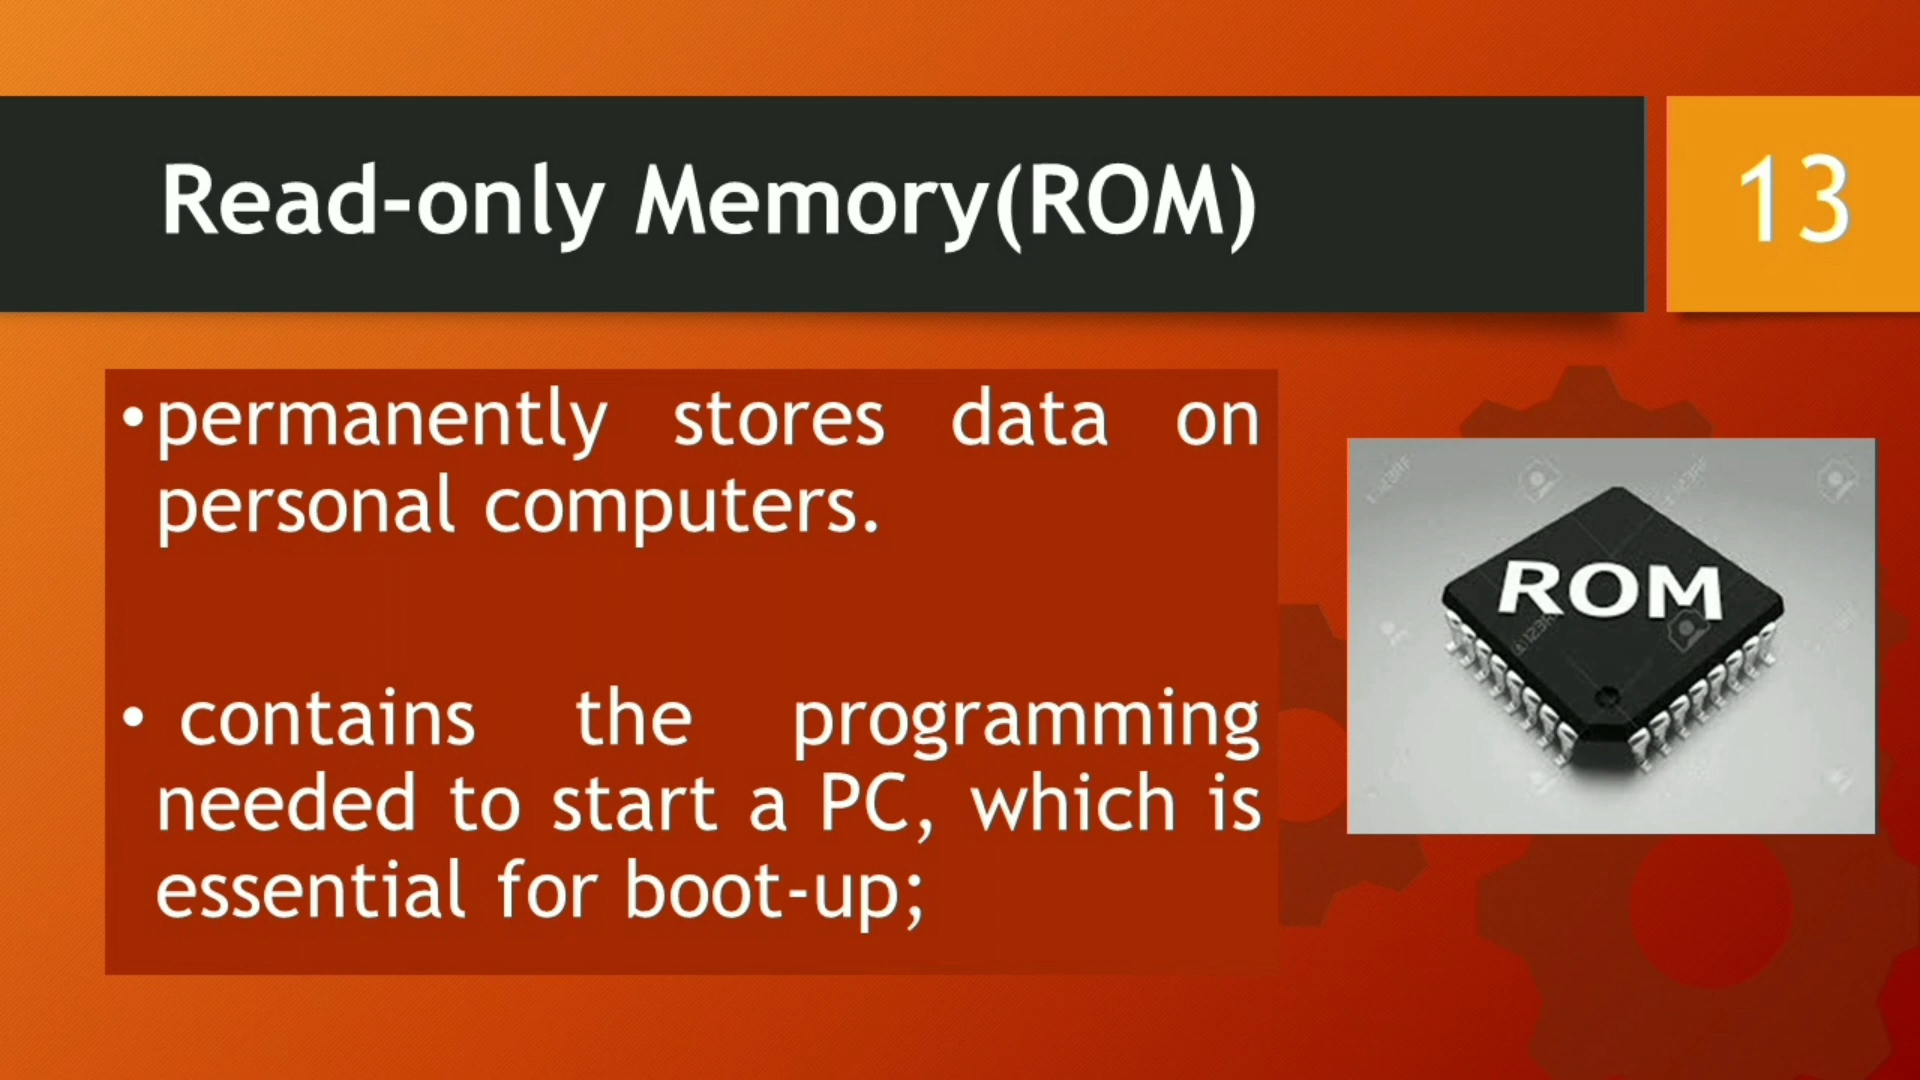 Read-only Memory(ROM)
13
•permanently stores data on
personal computers.
• contains the programming
needed to start a PC, which is
essential for boot-up;
ROM
123RF